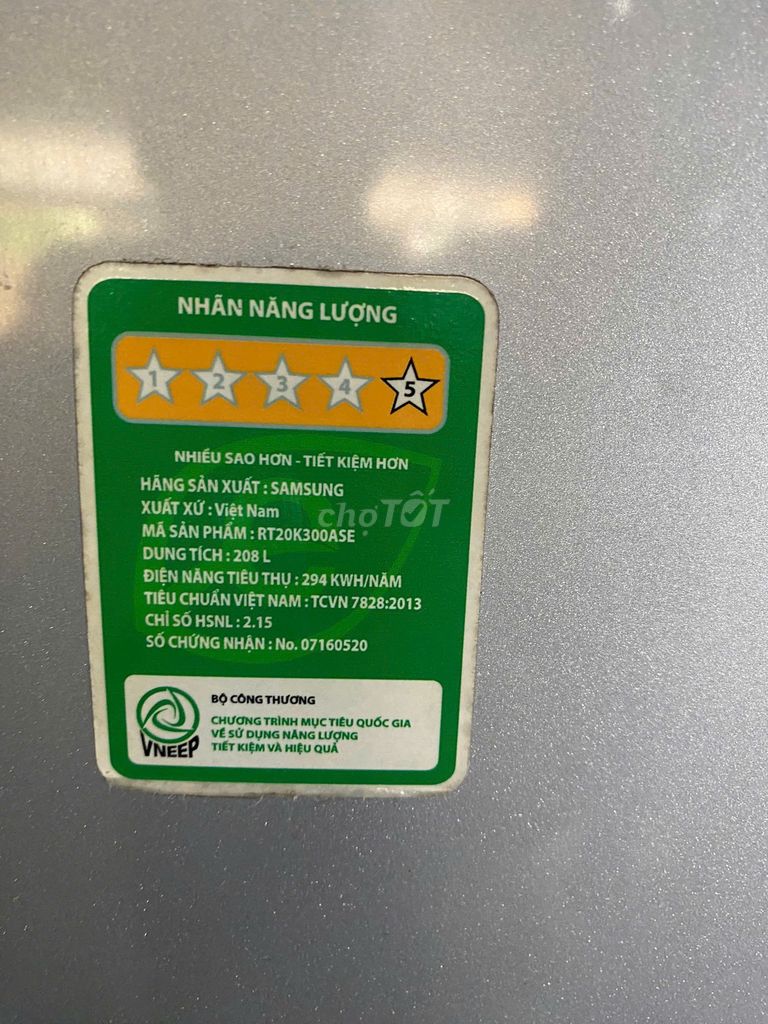 NHÃN NĂNG LƯỢNG
1 2 3 4 5
NHIỀU SAO HƠN - TIẾT KIỆM HƠN
HÃNG SẢN XUẤT : SAMSUNG
XUẤT XỨ : Việt Nam
MÃ SẢN PHẨM : RT20K300ASE
DUNG TÍCH : 208 L
ĐIỆN NĂNG TIÊU THỤ : 294 KWH/NĂM
TIÊU CHUẨN VIỆT NAM : TCVN 7828:2013
CHỈ SỐ HSNL : 2.15
SỐ CHỨNG NHẬN : No. 07160520
chợTỐT
VNEEP
BỘ CÔNG THƯƠNG
CHƯƠNG TRÌNH MỤC TIÊU QUỐC GIA
VỀ SỬ DỤNG NĂNG LƯỢNG
TIẾT KIỆM VÀ HIỆU QUẢ